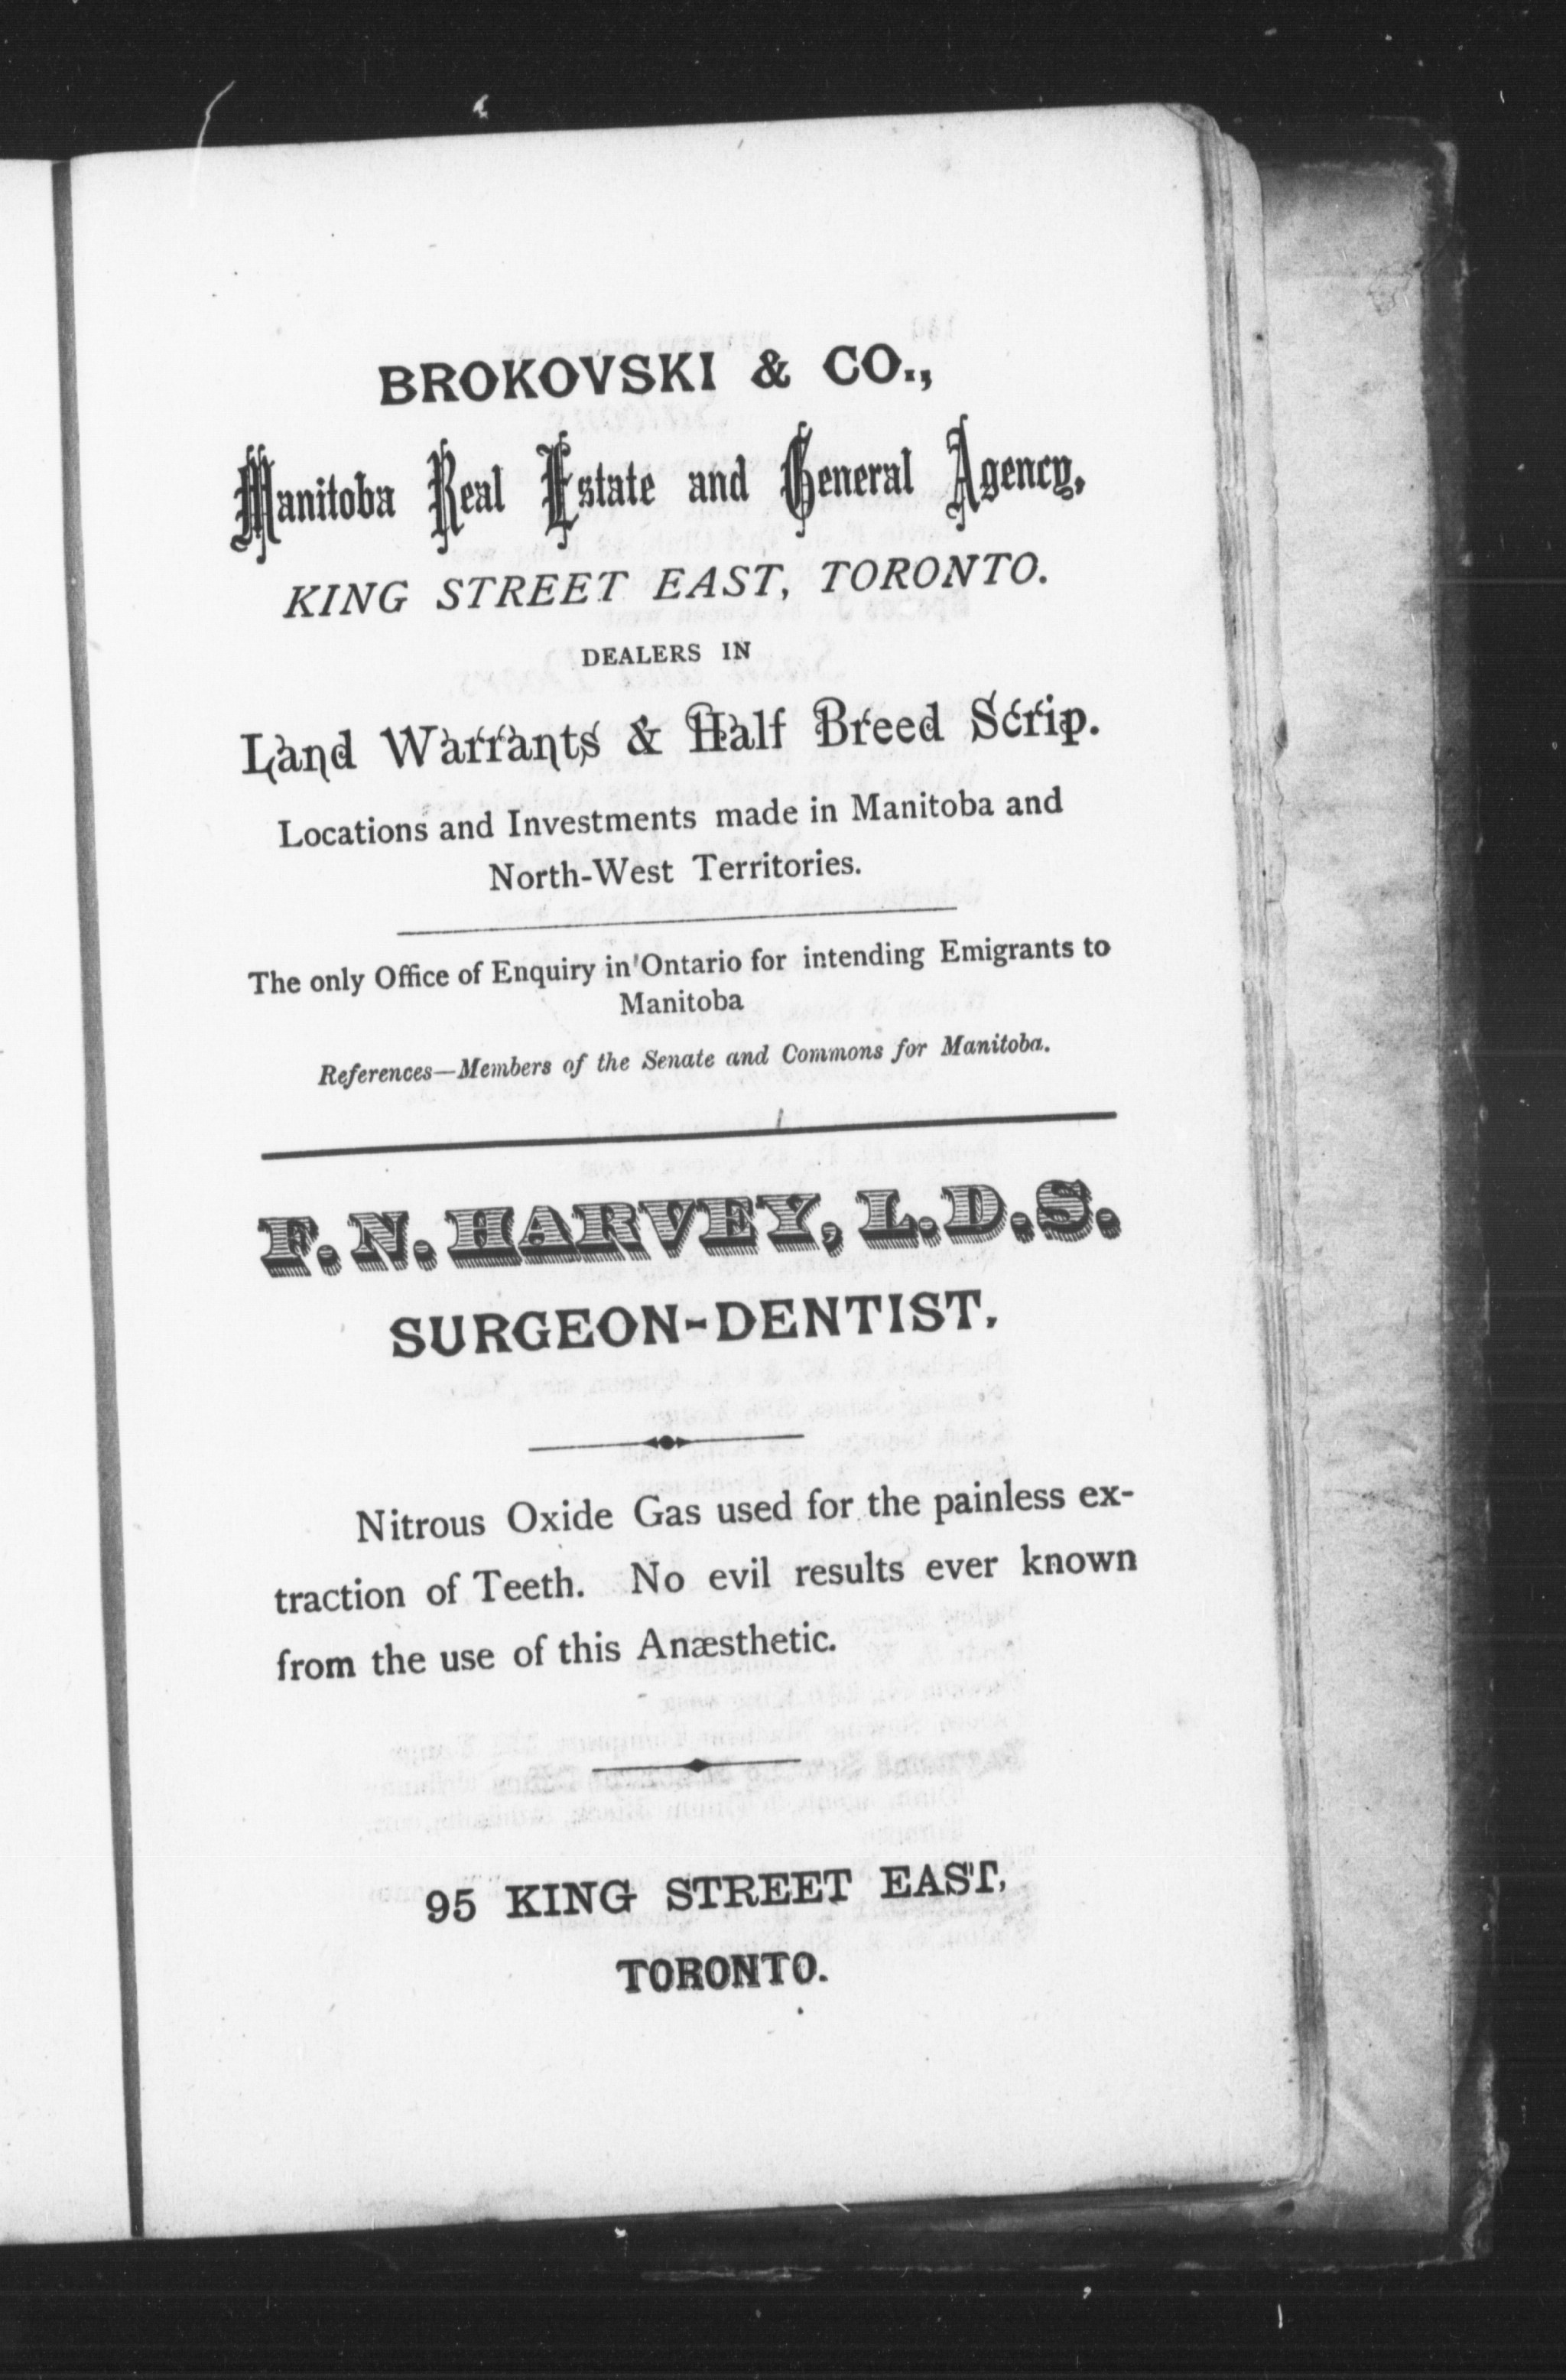 BROKOVSKI & CO.,
Manitoba Real Estate and General Agency,
KING STREET EAST, TORONTO.
DEALERS IN
Land Warrants & Half Breed Scrip.
Locations and Investments made in Manitoba and
North-West Territories.
The only Office of Enquiry in Ontario for intending Emigrants to
Manitoba
References—Members of the Senate and Commons for Manitoba.
F. N. HARVEY, L.D.S.
SURGEON-DENTIST.
Nitrous Oxide Gas used for the painless ex-
traction of Teeth. No evil results ever known
from the use of this Anæsthetic.
95 KING STREET EAST,
TORONTO.